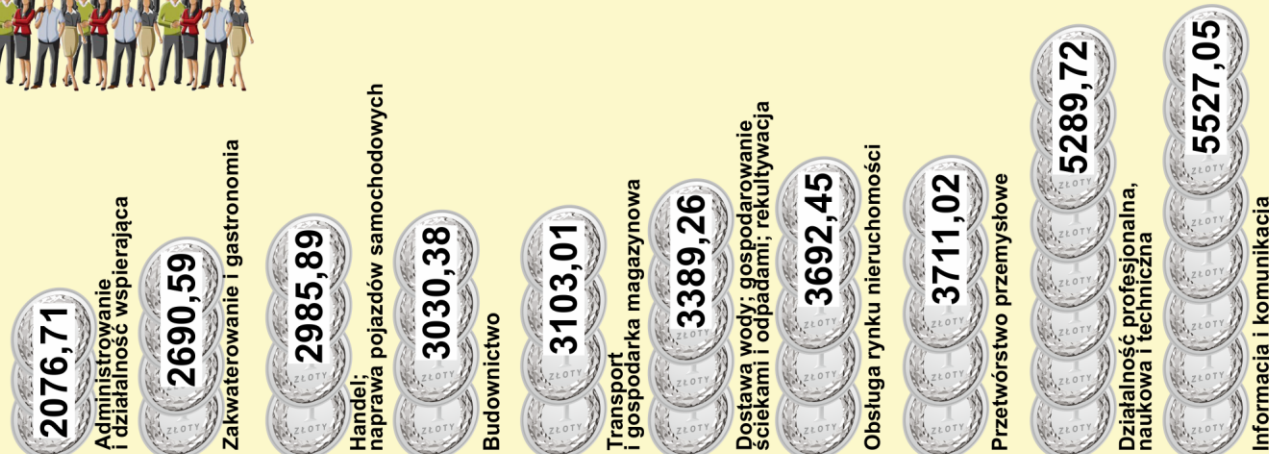 2076,71
Administrowanie
i działalność wspierająca
2690,59
Zakwaterowanie i gastronomia
2985,89
Handel;
naprawa pojazdów samochodowych
3030,38
Budownictwo
3103,01
Transport
i gospodarka magazynowa
3389,26
Dostawa wody; gospodarowanie
ściekami i odpadami; rekultywacja
3692,45
Obsługa rynku nieruchomości
3711,02
Przetwórstwo przemysłowe
5289,72
Działalność profesjonalna,
naukowa i techniczna
5527,05
Informacja i komunikacja
ZŁOTY